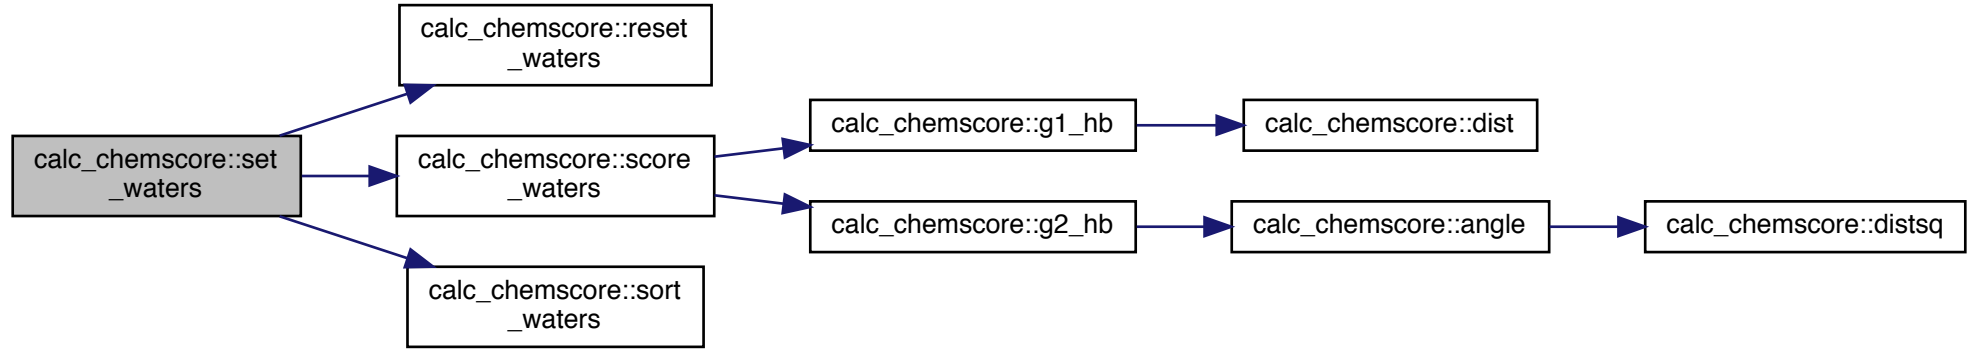 calc_chemscore::set
_waters
calc_chemscore::reset
_waters
calc_chemscore::score
_waters
calc_chemscore::sort
_waters
calc_chemscore::g1_hb
calc_chemscore::g2_hb
calc_chemscore::dist
calc_chemscore::angle
calc_chemscore::distsq